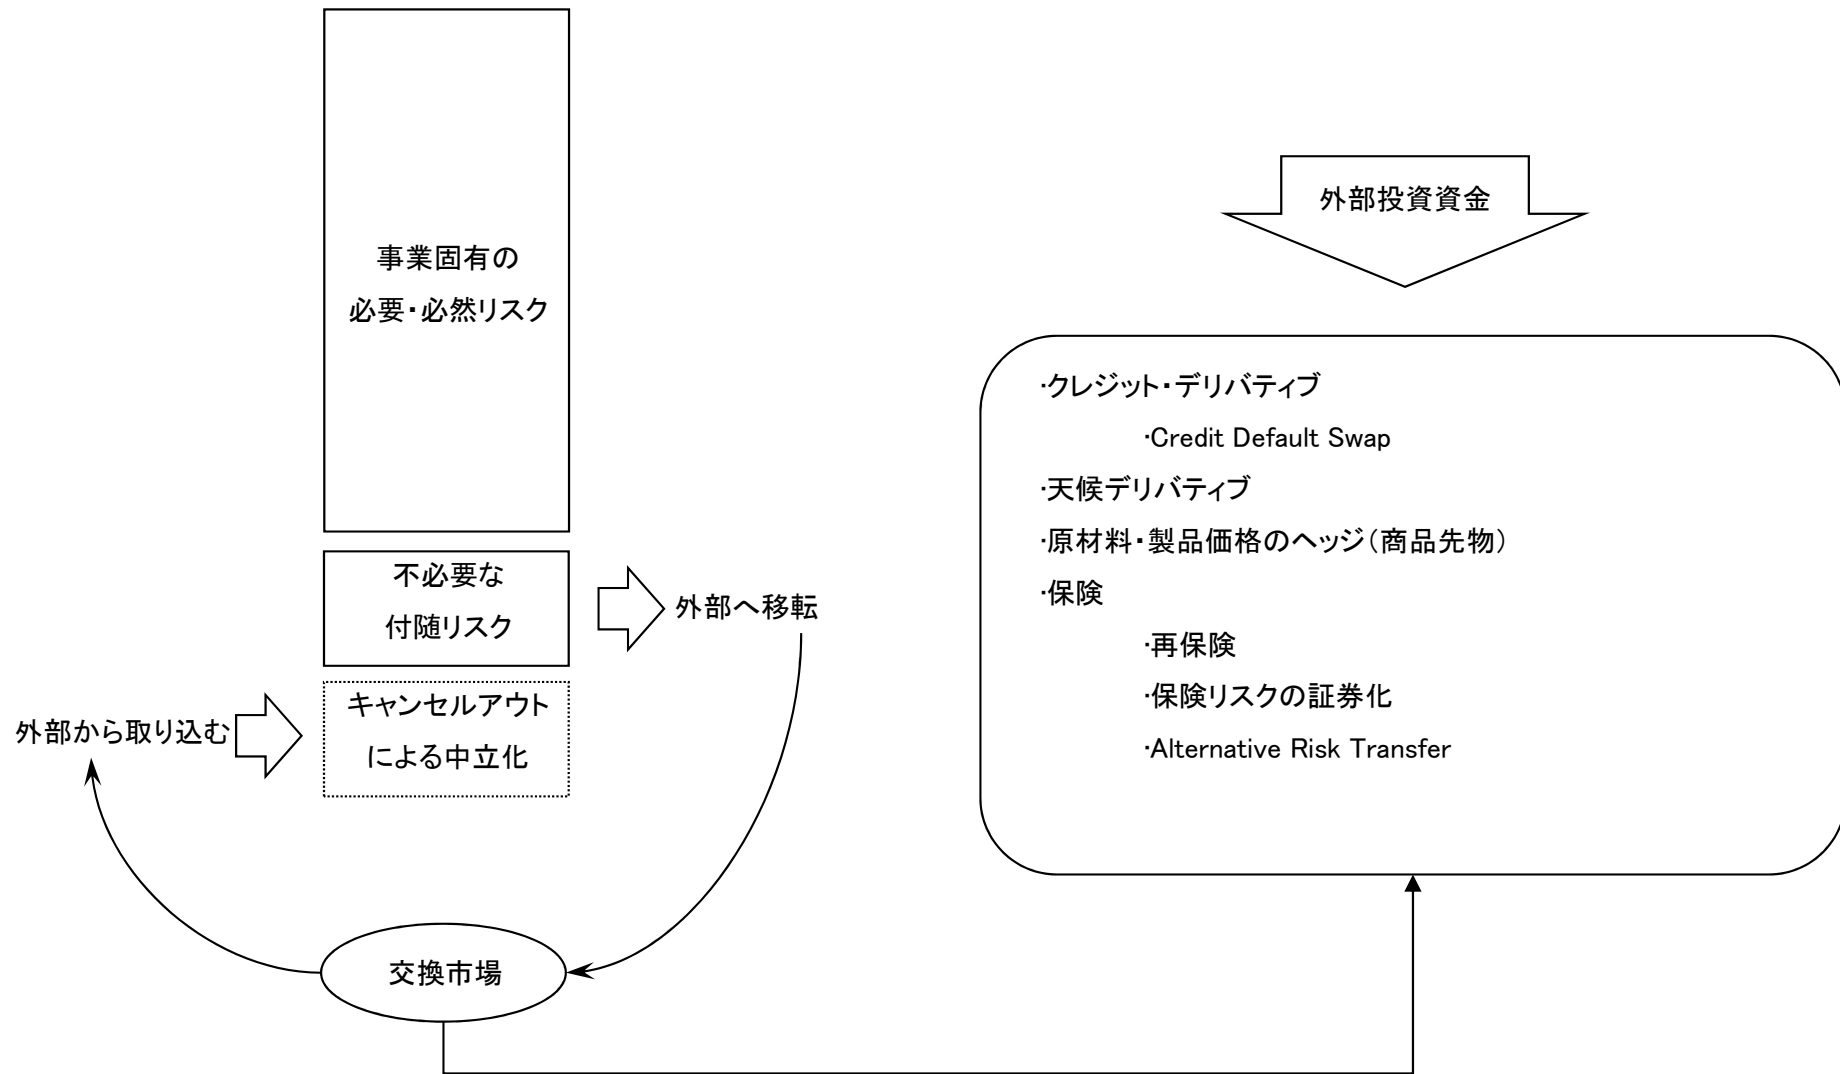 事業固有の
必要・必然リスク
不必要な
付随リスク
外部へ移転
キャンセルアウト
による中立化
外部から取り込む
交換市場
外部投資資金
・クレジット・デリバティブ
・Credit Default Swap
・天候デリバティブ
・原材料・製品価格のヘッジ（商品先物）
・保険
・再保険
・保険リスクの証券化
・Alternative Risk Transfer